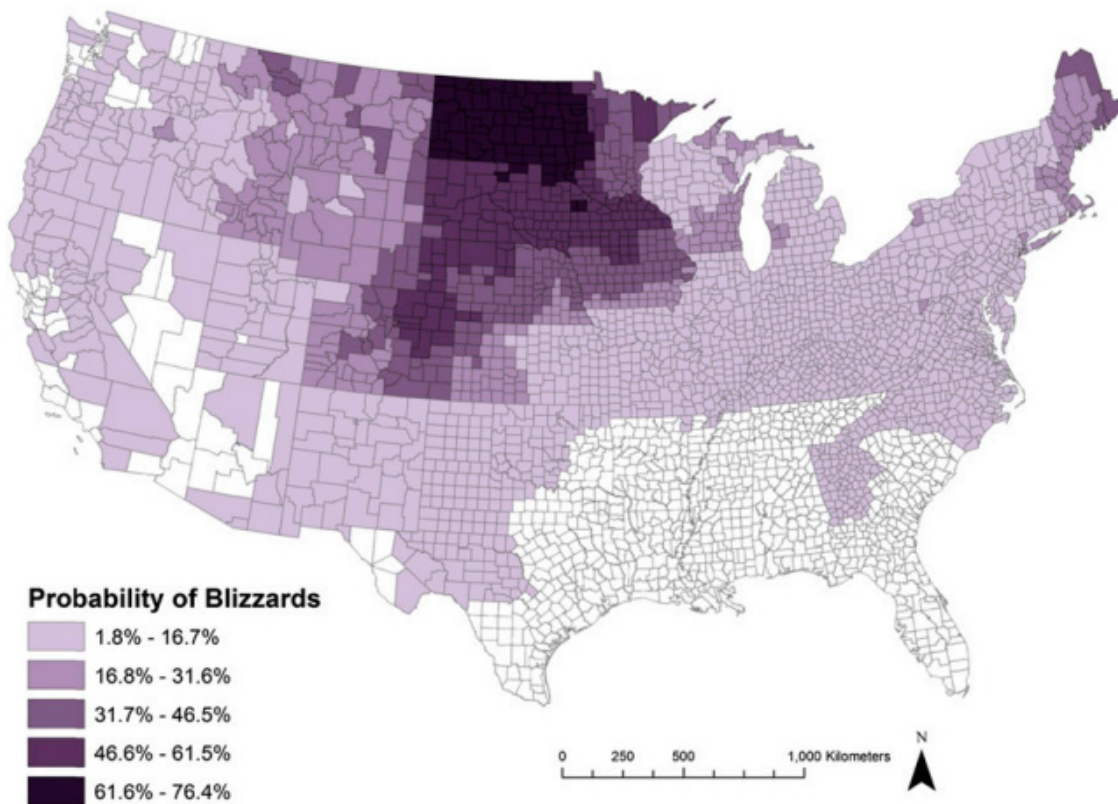 Probability of Blizzards
1.8% - 16.7%
16.8% - 31.6%
31.7% - 46.5%
46.6% - 61.5%
61.6% - 76.4%
0 250 500 1,000 Kilometers
N